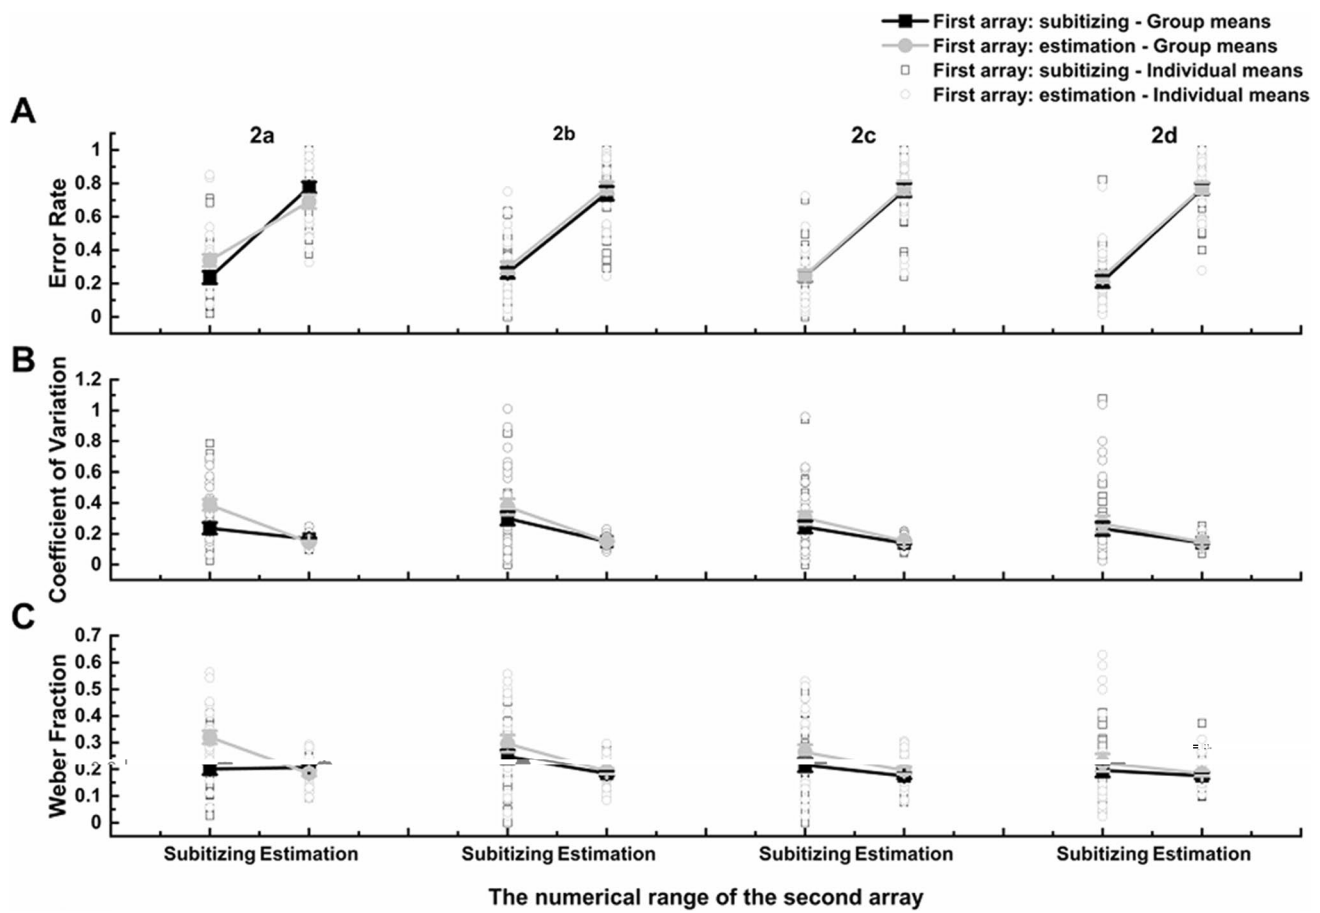 First array: subitizing - Group means
First array: estimation - Group means
First array: subitizing - Individual means
First array: estimation - Individual means
A
2a 2b 2c 2d
Error Rate
1
0.8
0.6
0.4
0.2
0
B
Coefficient of Variation
1.2
1
0.8
0.6
0.4
0.2
0
C
Weber Fraction
0.7
0.6
0.5
0.4
0.3
0.2
0.1
0
Subitizing Estimation Subitizing Estimation Subitizing Estimation Subitizing Estimation
The numerical range of the second array